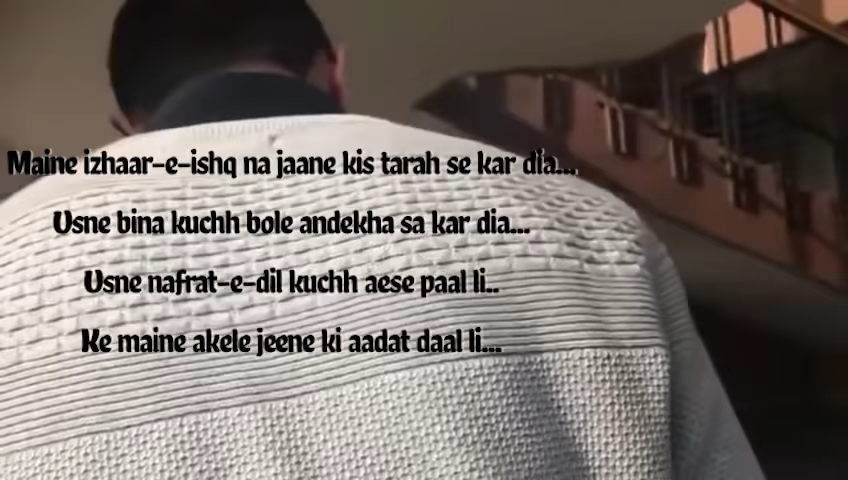 Maine izhaar-e-ishq na jaane kis tarah se kar dia...
Usne bina kuchh bole andekha sa kar dia...
Usne nafrat-e-dil kuchh aese paal li..
Ke maine akele jeene ki aadat daal li...